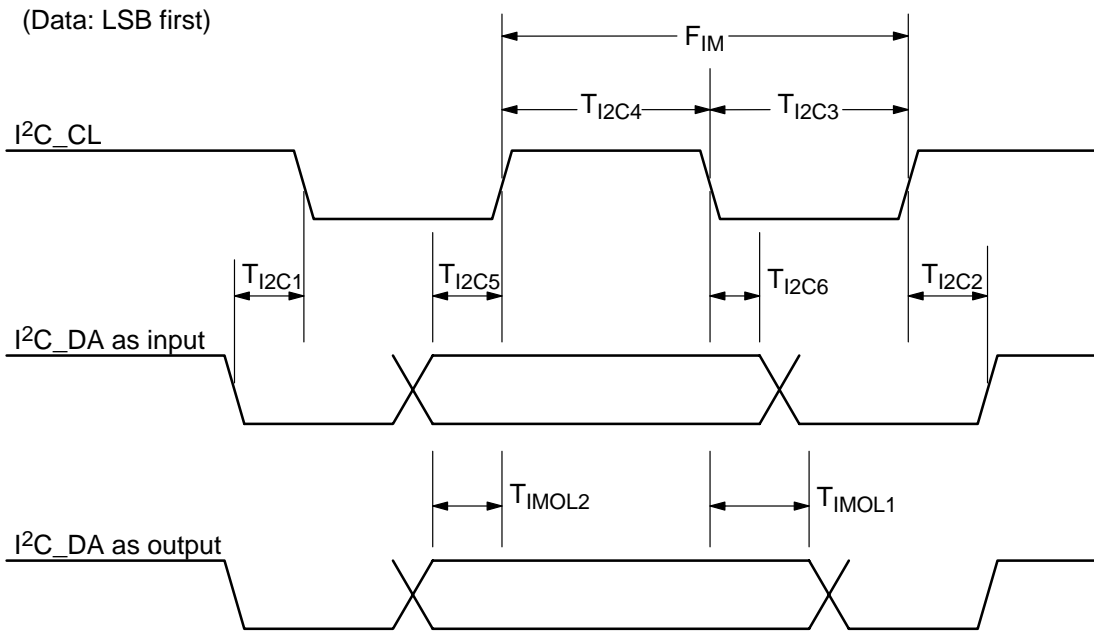 (Data: LSB first)
F_IM
T_I2C4 T_I2C3
I²C_CL
T_I2C1 T_I2C5 T_I2C6 T_I2C2
I²C_DA as input
T_IMOL2 T_IMOL1
I²C_DA as output